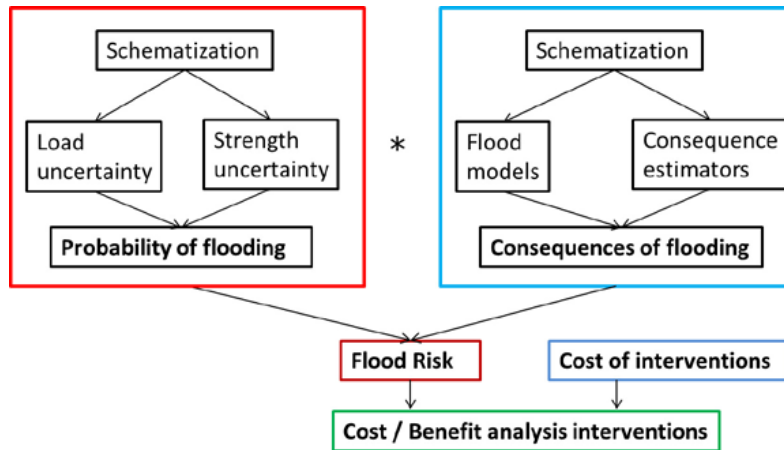 Schematization
Load
uncertainty
Strength
uncertainty
Probability of flooding
*
Schematization
Flood
models
Consequence
estimators
Consequences of flooding
Flood Risk
Cost of interventions
Cost / Benefit analysis interventions